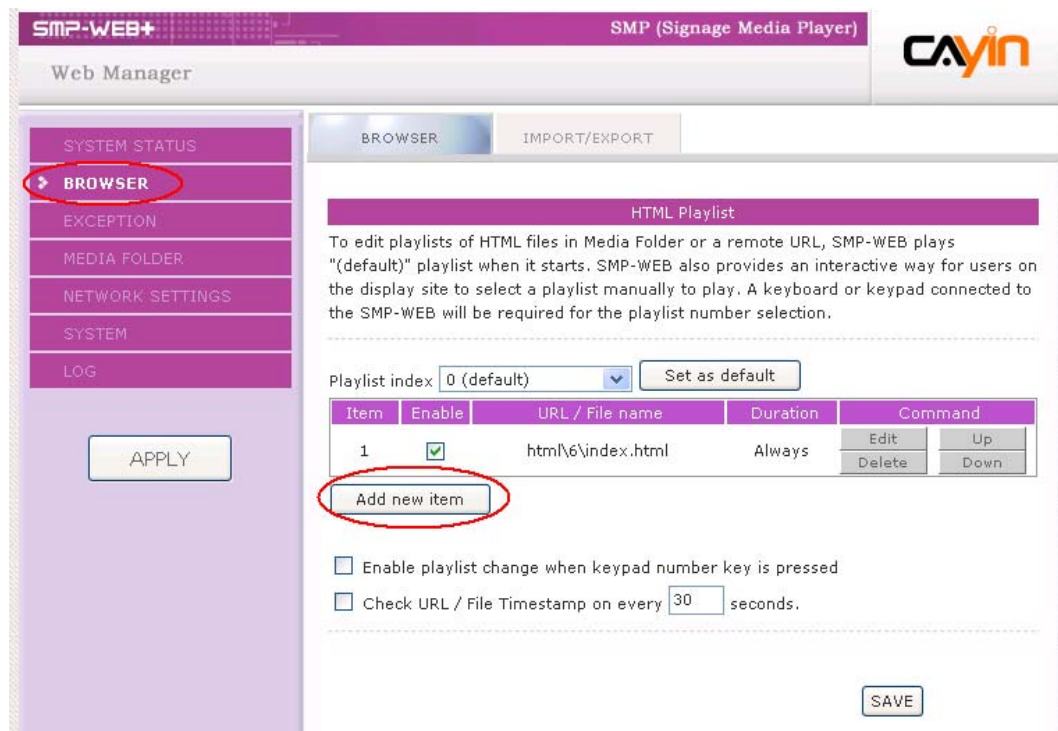 SMP-WEB+
SMP (Signage Media Player)
CAYIN
Web Manager
SYSTEM STATUS
BROWSER
EXCEPTION
MEDIA FOLDER
NETWORK SETTINGS
SYSTEM
LOG
APPLY
BROWSER
IMPORT/EXPORT
HTML Playlist
To edit playlists of HTML files in Media Folder or a remote URL, SMP-WEB plays
"(default)" playlist when it starts. SMP-WEB also provides an interactive way for users on
the display site to select a playlist manually to play. A keyboard or keypad connected to
the SMP-WEB will be required for the playlist number selection.
Playlist index 0 (default) Set as default
Item Enable URL / File name Duration Command
1 html\6\index.html Always Edit Up
Delete Down
Add new item
Enable playlist change when keypad number key is pressed
Check URL / File Timestamp on every 30 seconds.
SAVE